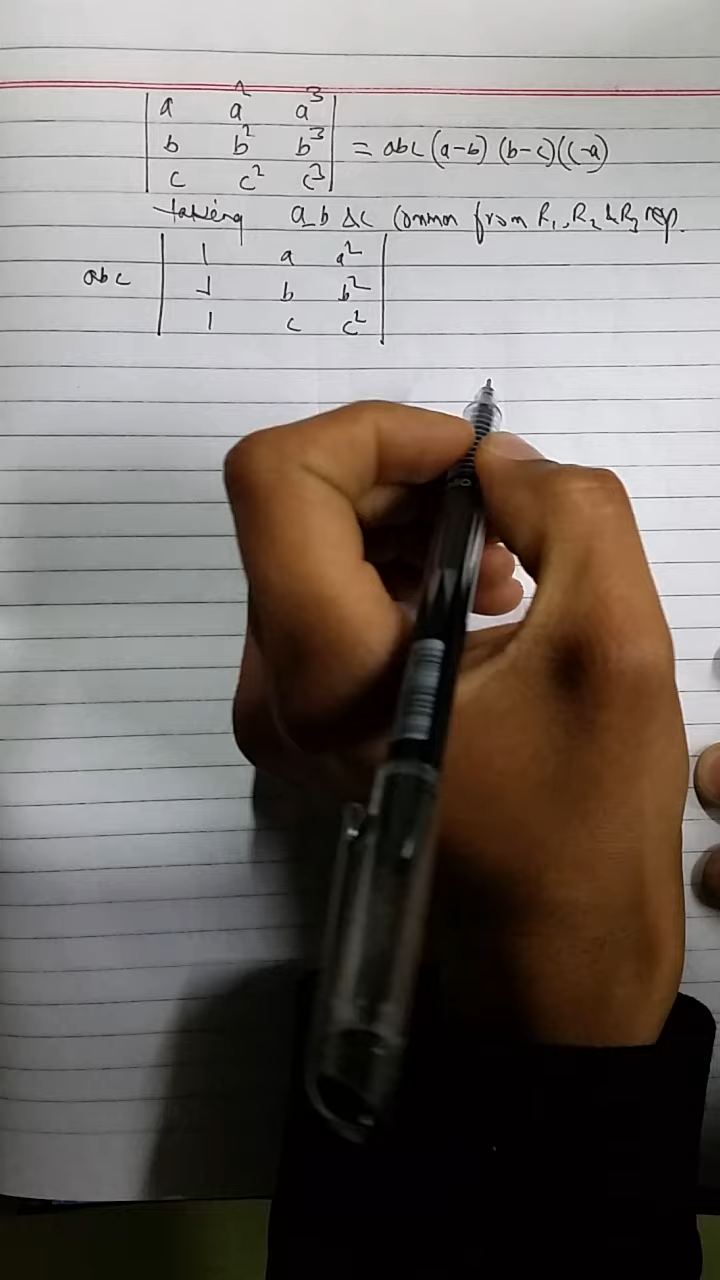 | a a² a³ |
| b b² b³ | = abc (a-b) (b-c) (c-a)
| c c² c³ |
taking a b & c common from R₁, R₂ & R₃ resp.
| 1 a a² |
abc | 1 b b² |
| 1 c c² |